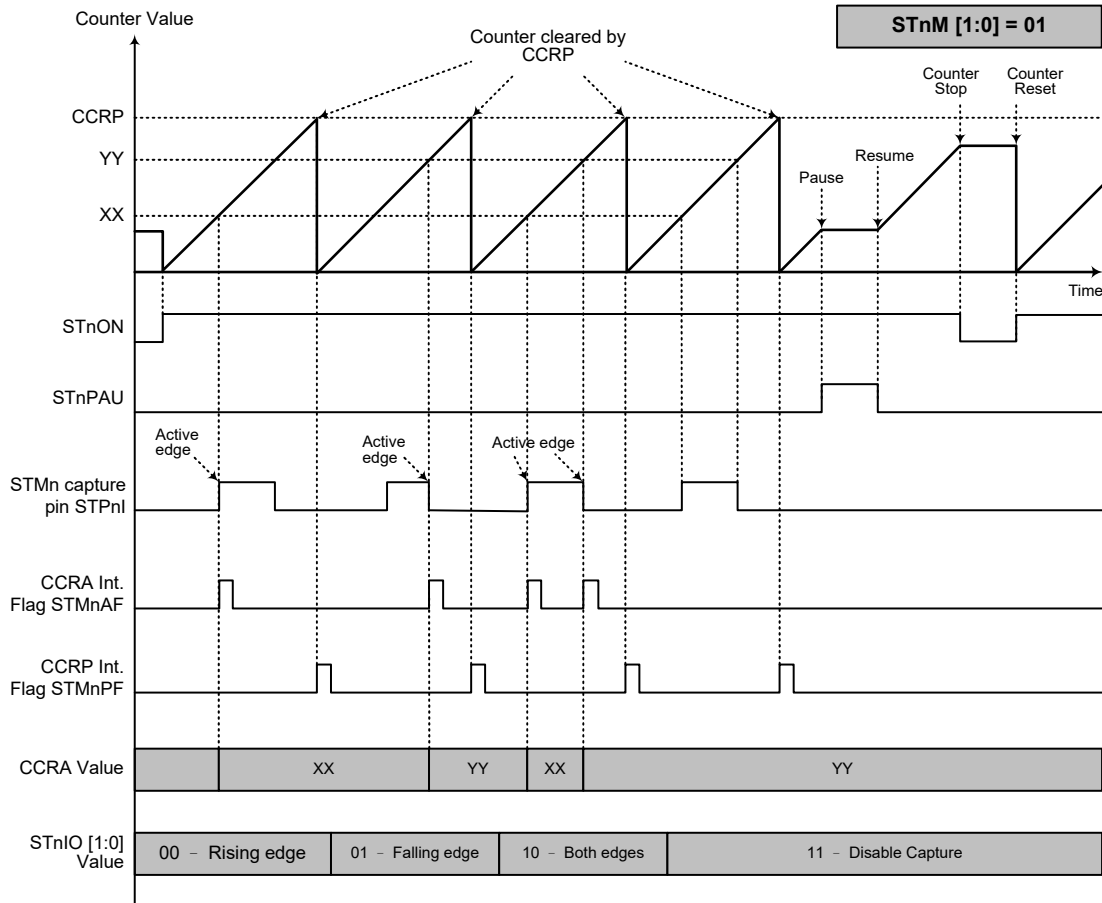 Counter Value
STnM [1:0] = 01
Counter cleared by
CCRP
Counter
Stop
Counter
Reset
CCRP
YY
Resume
Pause
XX
Time
STnON
STnPAU
Active
edge
Active
edge
Active edge
STMn capture
pin STPnI
CCRA Int.
Flag STMnAF
CCRP Int.
Flag STMnPF
CCRA Value
XX
YY
XX
YY
STnIO [1:0]
Value
00 – Rising edge
01 – Falling edge
10 – Both edges
11 – Disable Capture